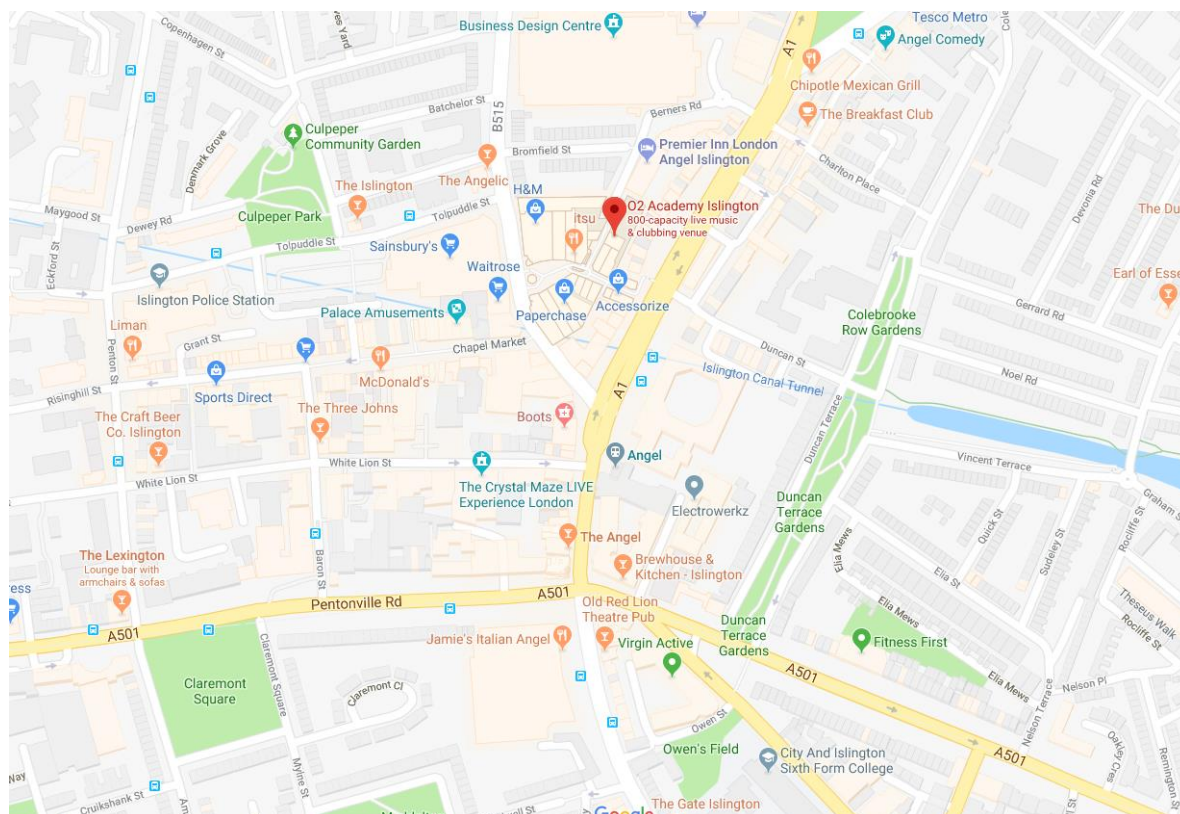 Copenhagen St
Business Design Centre
A1
Tesco Metro
Angel Comedy
Chipotle Mexican Grill
The Breakfast Club
Batchelor St
B515
Berners Rd
Culpeper
Community Garden
Denmark Grove
Bromfield St
Premier Inn London
Angel Islington
Charlton Place
Devonia Rd
The Islington
The Angelic
H&M
itsu
O2 Academy Islington
800-capacity live music
& clubbing venue
Maygood St
Dewey Rd
Culpeper Park
Tolpuddle St
Tolpuddle St
Eckford St
Sainsbury's
Waitrose
Islington Police Station
Palace Amusements
Paperchase
Accessorize
Earl of Esse
Colebrooke
Row Gardens
Gerrard Rd
Liman
Grant St
Chapel Market
Penton St
Duncan St
Noel Rd
Risinghill St
Sports Direct
McDonald's
A1
Islington Canal Tunnel
The Craft Beer
Co. Islington
The Three Johns
Boots
Duncan Terrace
White Lion St
White Lion St
The Crystal Maze LIVE
Experience London
Angel
Electrowerkz
Vincent Terrace
Graham S
Duncan
Terrace
Gardens
Quick St
Sudeley St
Rocliffe St
Elia Mews
Elia St
The Lexington
Lounge bar with
armchairs & sofas
Baron St
The Angel
Brewhouse &
Kitchen - Islington
ress
Pentonville Rd
A501
A501
Old Red Lion
Theatre Pub
Jamie's Italian Angel
Virgin Active
Duncan
Terrace
Gardens
Elia Mews
Fitness First
Theseus Walk
Rocliffe St
Claremont
Square
Claremont Square
Claremont Cl
A501
Elia Mews
Nelson Pl
Nelson Terrace
Owen St
Owen's Field
City And Islington
Sixth Form College
A501
Oakley Cres
Remington St
Way
Cruikshank St
Mylne St
The Gate Islington
Google